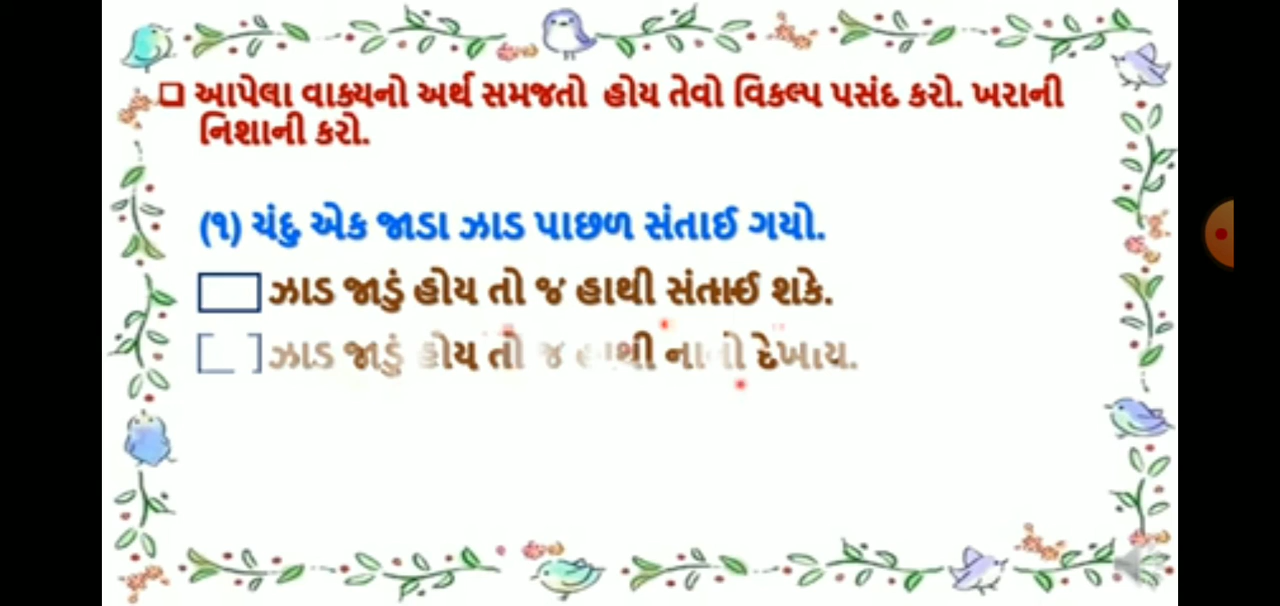 ❑ આપેલા વાક્યનો અર્થ સમજતો હોય તેવો વિકલ્પ પસંદ કરો. ખરાની
નિશાની કરો.
(૧) ચંદુ એક જાડા ઝાડ પાછળ સંતાઈ ગયો.
ઝાડ જાડું હોય તો જ હાથી સંતાઈ શકે.
ઝાડ જાડું હોય તો જ હાથી નાનો દેખાય.